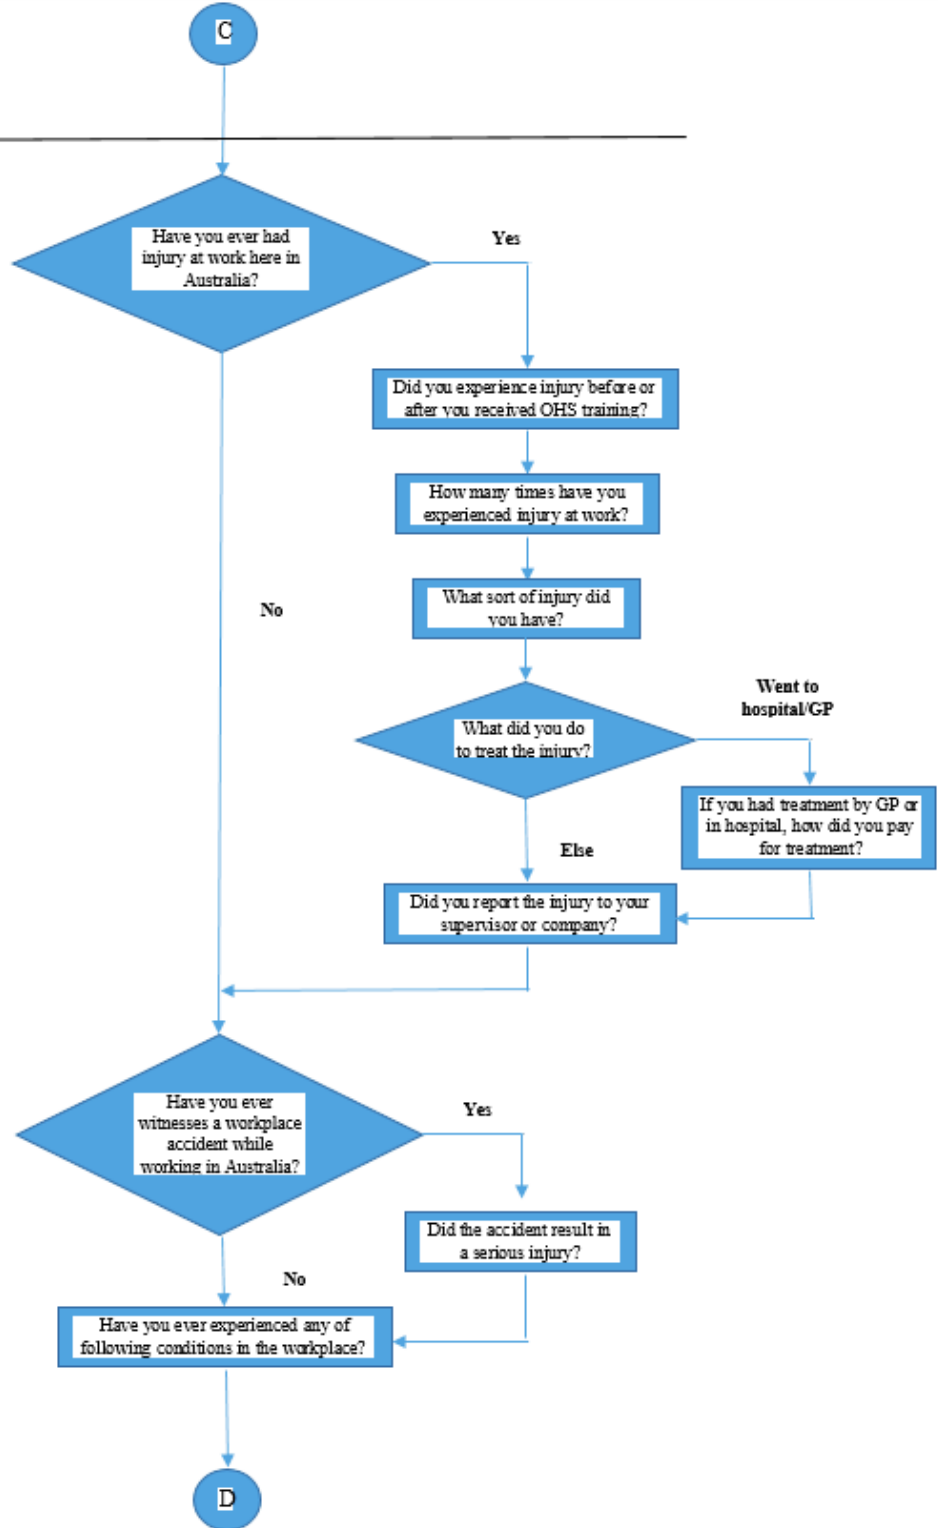 C
Have you ever had
injury at work here in
Australia?
Yes
Did you experience injury before or
after you received OHS training?
How many times have you
experienced injury at work?
What sort of injury did
you have?
No
Went to
hospital/GP
What did you do
to treat the injury?
If you had treatment by GP or
in hospital, how did you pay
for treatment?
Else
Did you report the injury to your
supervisor or company?
Have you ever
witnesses a workplace
accident while
working in Australia?
Yes
Did the accident result in
a serious injury?
No
Have you ever experienced any of
following conditions in the workplace?
D